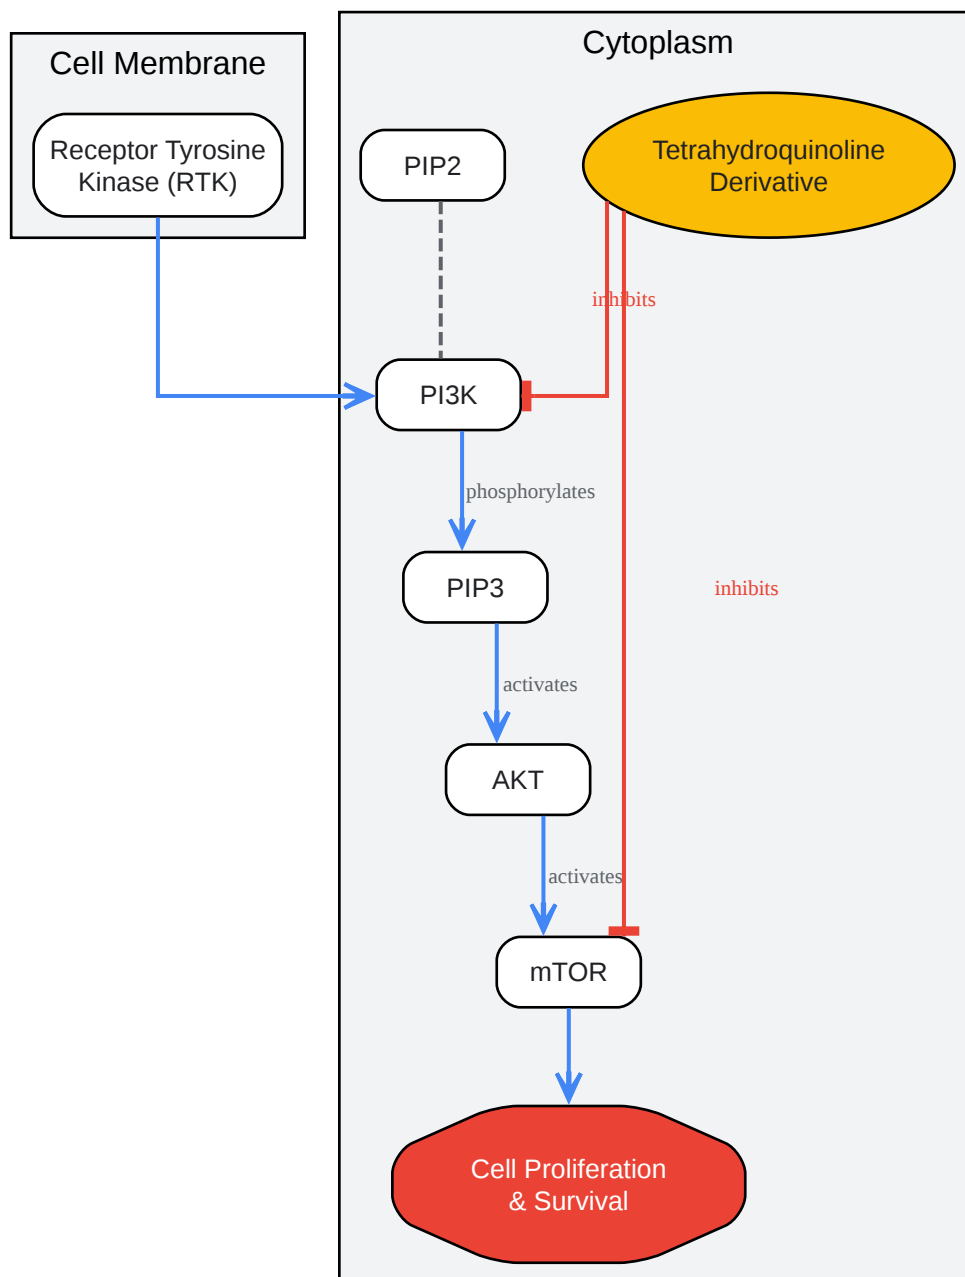 Cell Membrane
Receptor Tyrosine
Kinase (RTK)
Cytoplasm
PIP2
Tetrahydroquinoline
Derivative
inhibits
PI3K
phosphorylates
PIP3
inhibits
activates
AKT
activates
mTOR
Cell Proliferation
& Survival